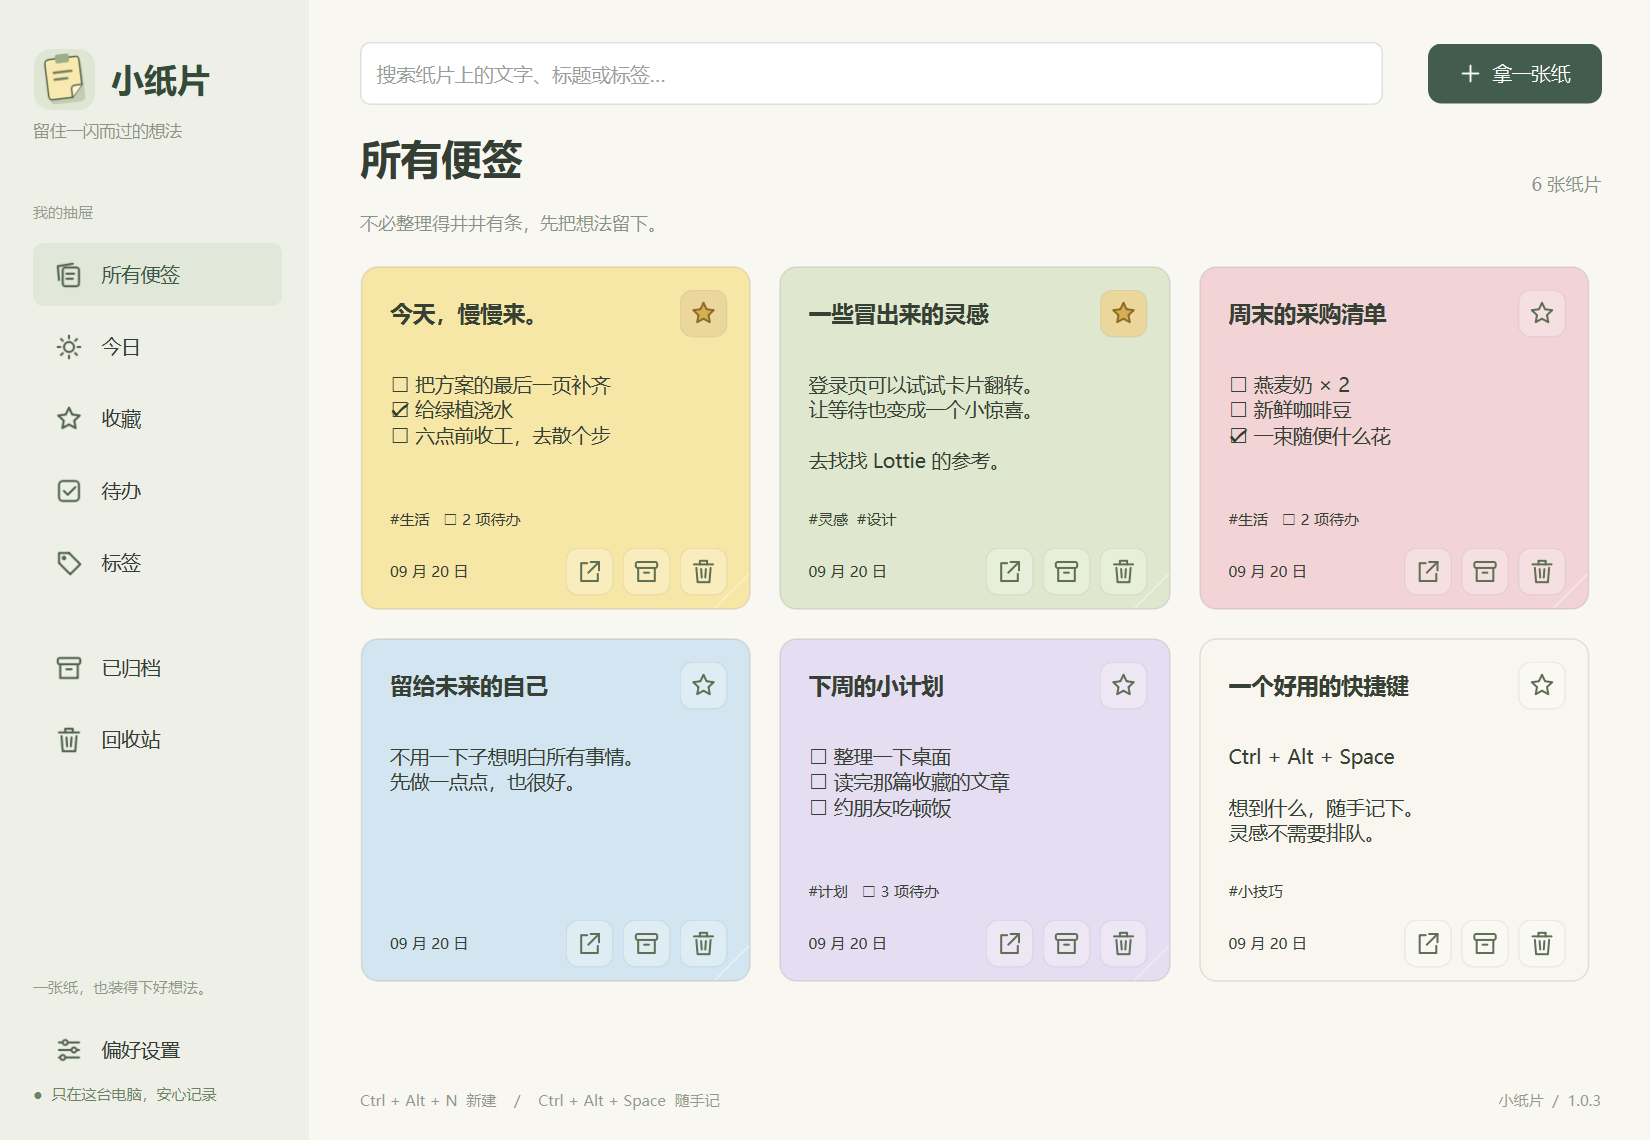 小纸片
留住一闪而过的想法
我的抽屉
所有便签
今日
收藏
待办
标签
已归档
回收站
一张纸，也装得下好想法。
偏好设置
● 只在这台电脑，安心记录
搜索纸片上的文字、标题或标签...
＋ 拿一张纸
所有便签
6 张纸片
不必整理得井井有条，先把想法留下。
今天，慢慢来。
☐ 把方案的最后一页补齐
☑ 给绿植浇水
☐ 六点前收工，去散个步
#生活 ☐ 2 项待办
09 月 20 日
一些冒出来的灵感
登录页可以试试卡片翻转。
让等待也变成一个小惊喜。
去找找 Lottie 的参考。
#灵感 #设计
09 月 20 日
周末的采购清单
☐ 燕麦奶 × 2
☐ 新鲜咖啡豆
☑ 一束随便什么花
#生活 ☐ 2 项待办
09 月 20 日
留给未来的自己
不用一下子想明白所有事情。
先做一点点，也很好。
09 月 20 日
下周的小计划
☐ 整理一下桌面
☐ 读完那篇收藏的文章
☐ 约朋友吃顿饭
#计划 ☐ 3 项待办
09 月 20 日
一个好用的快捷键
Ctrl + Alt + Space
想到什么，随手记下。
灵感不需要排队。
#小技巧
09 月 20 日
Ctrl + Alt + N 新建 / Ctrl + Alt + Space 随手记
小纸片 / 1.0.3